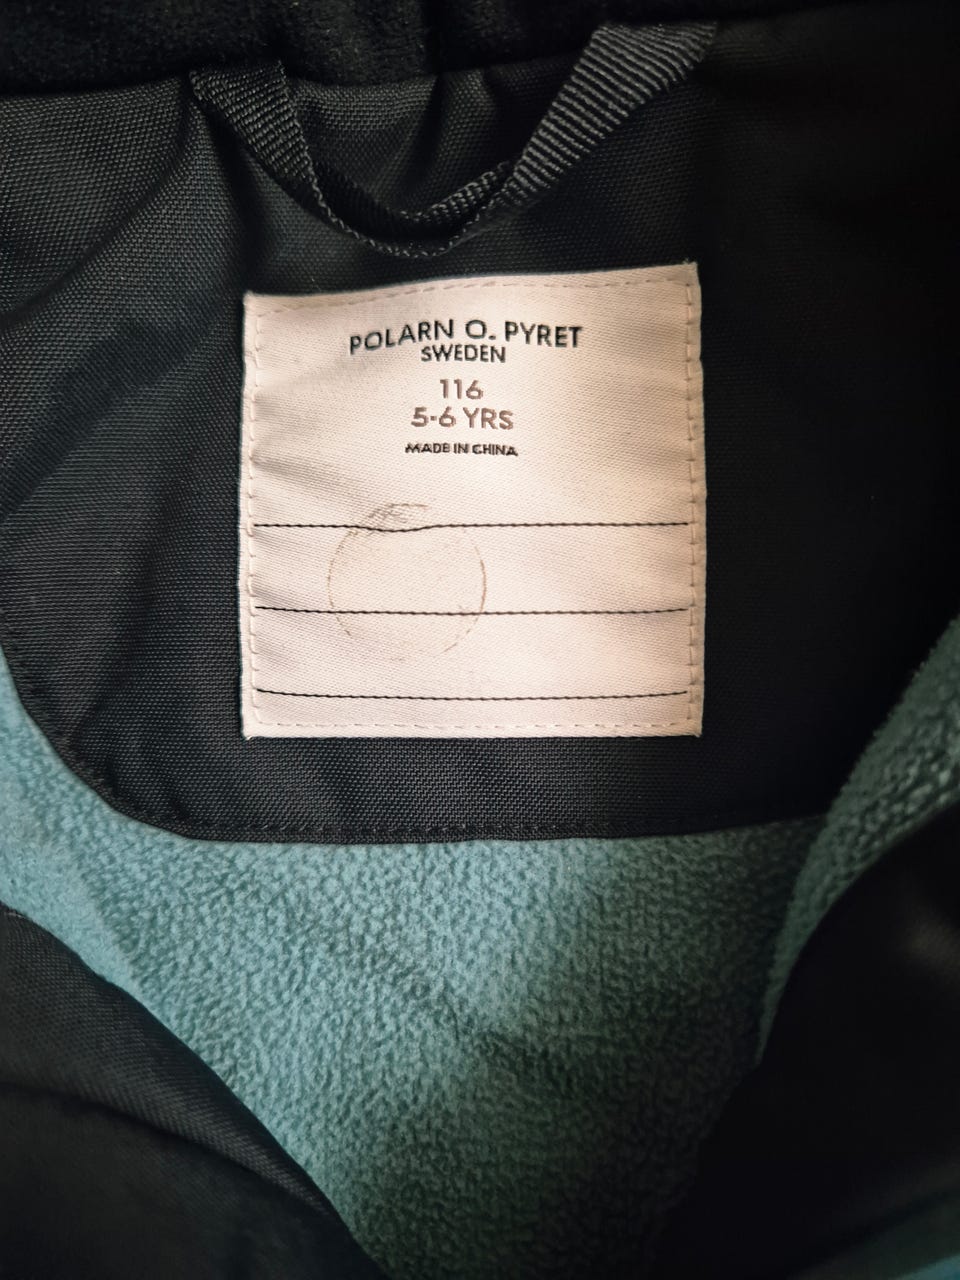 POLARN O. PYRET
SWEDEN
116
5-6 YRS
MADE IN CHINA